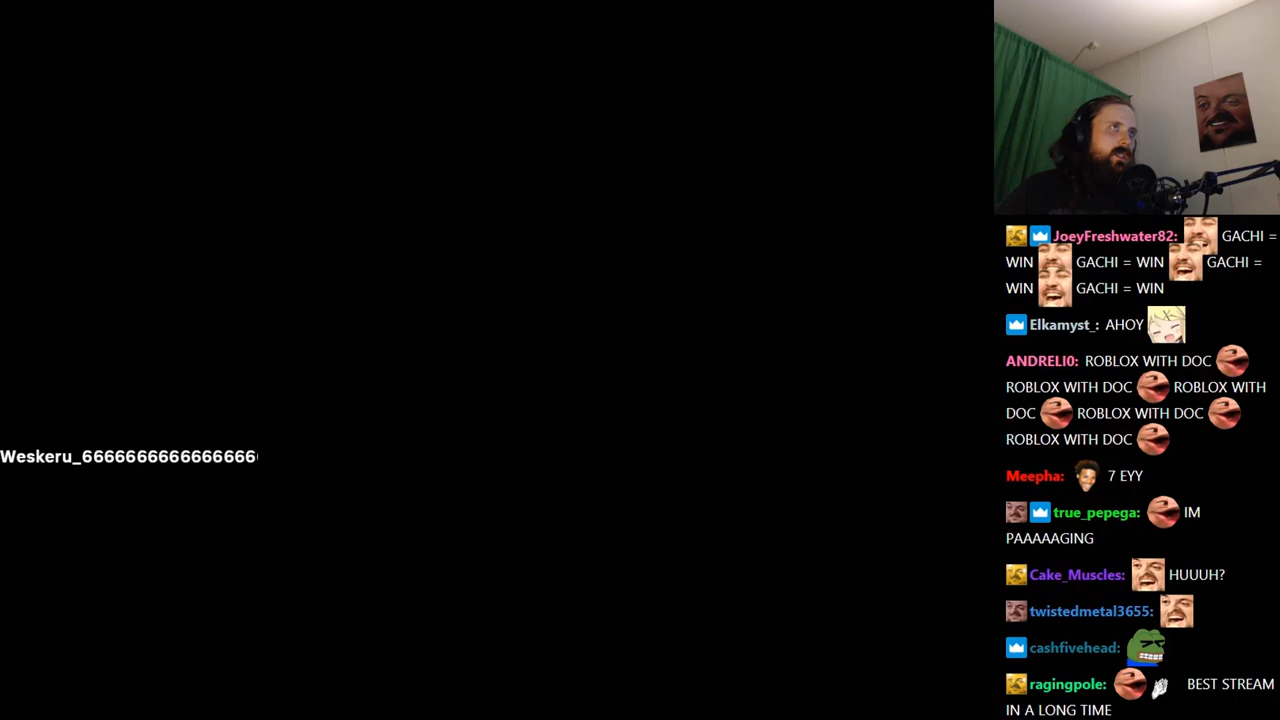 Weskeru_6666666666666666
JoeyFreshwater82: GACHI =
WIN GACHI = WIN GACHI =
WIN GACHI = WIN
Elkamyst_: AHOY
ANDRELI0: ROBLOX WITH DOC
ROBLOX WITH DOC ROBLOX WITH
DOC ROBLOX WITH DOC
ROBLOX WITH DOC
Meepha: 7 EYY
true_pepega: IM
PAAAAAGING
Cake_Muscles: HUUUH?
twistedmetal3655:
cashfivehead:
ragingpole: BEST STREAM
IN A LONG TIME